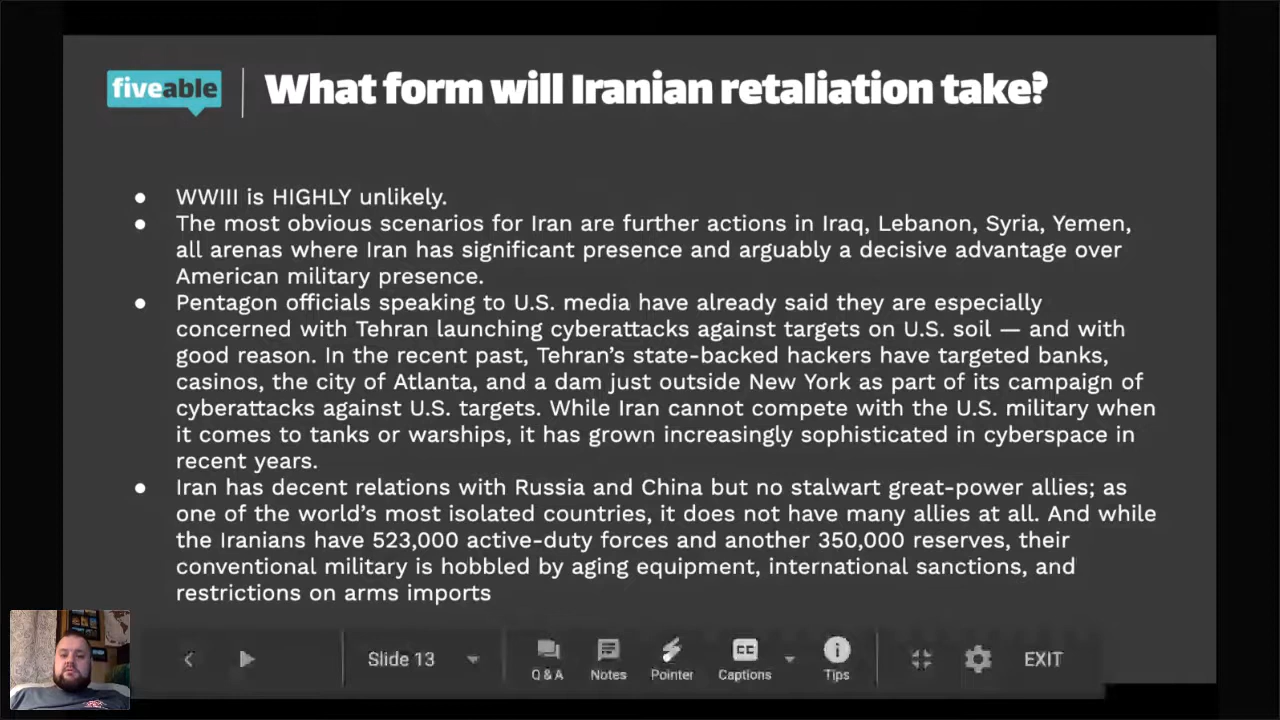 fiveable
What form will Iranian retaliation take?
● WWIII is HIGHLY unlikely.
● The most obvious scenarios for Iran are further actions in Iraq, Lebanon, Syria, Yemen,
all arenas where Iran has significant presence and arguably a decisive advantage over
American military presence.
● Pentagon officials speaking to U.S. media have already said they are especially
concerned with Tehran launching cyberattacks against targets on U.S. soil — and with
good reason. In the recent past, Tehran’s state-backed hackers have targeted banks,
casinos, the city of Atlanta, and a dam just outside New York as part of its campaign of
cyberattacks against U.S. targets. While Iran cannot compete with the U.S. military when
it comes to tanks or warships, it has grown increasingly sophisticated in cyberspace in
recent years.
● Iran has decent relations with Russia and China but no stalwart great-power allies; as
one of the world’s most isolated countries, it does not have many allies at all. And while
the Iranians have 523,000 active-duty forces and another 350,000 reserves, their
conventional military is hobbled by aging equipment, international sanctions, and
restrictions on arms imports
Slide 13
Q & A
Notes
Pointer
CC
Captions
Tips
EXIT